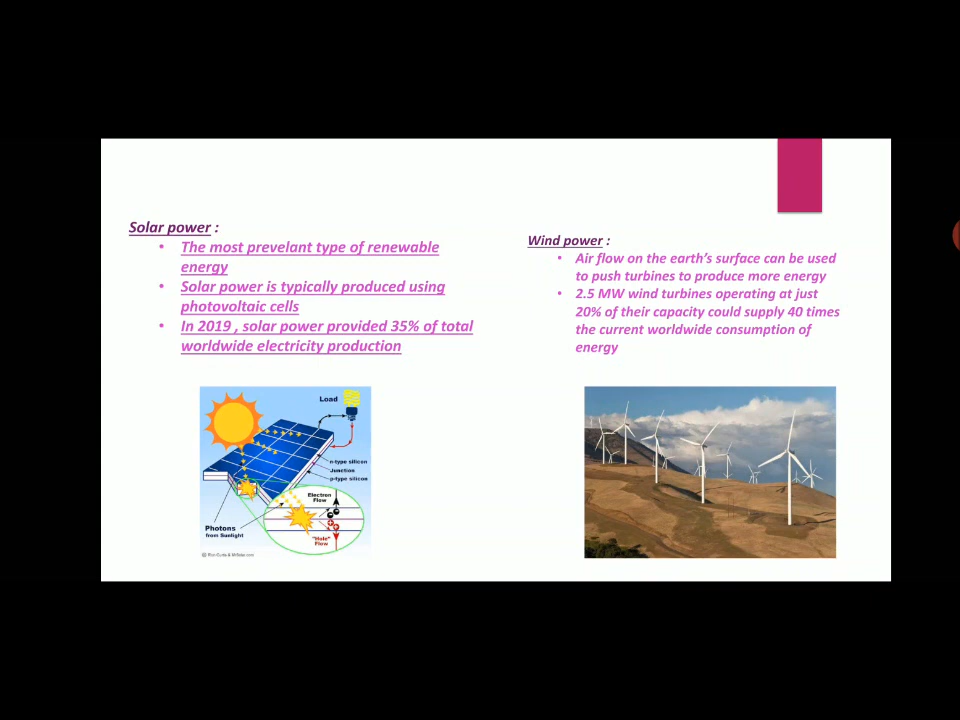 Solar power :
• The most prevelant type of renewable
energy
• Solar power is typically produced using
photovoltaic cells
• In 2019 , solar power provided 35% of total
worldwide electricity production
Wind power :
• Air flow on the earth’s surface can be used
to push turbines to produce more energy
• 2.5 MW wind turbines operating at just
20% of their capacity could supply 40 times
the current worldwide consumption of
energy
Load
n-type silicon
Junction
p-type silicon
Electron
Flow
Photons
from Sunlight
"Hole"
Flow